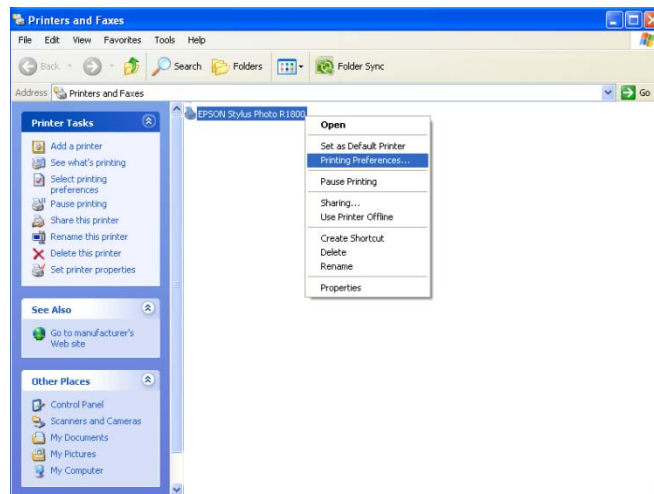 Printers and Faxes
File Edit View Favorites Tools Help
Back Search Folders Folder Sync
Address Printers and Faxes Go
Printer Tasks
Add a printer
See what's printing
Select printing
preferences
Pause printing
Share this printer
Rename this printer
Delete this printer
Set printer properties
See Also
Go to manufacturer's
Web site
Other Places
Control Panel
Scanners and Cameras
My Documents
My Pictures
My Computer
EPSON Stylus Photo R1800
Open
Set as Default Printer
Printing Preferences...
Pause Printing
Sharing...
Use Printer Offline
Create Shortcut
Delete
Rename
Properties